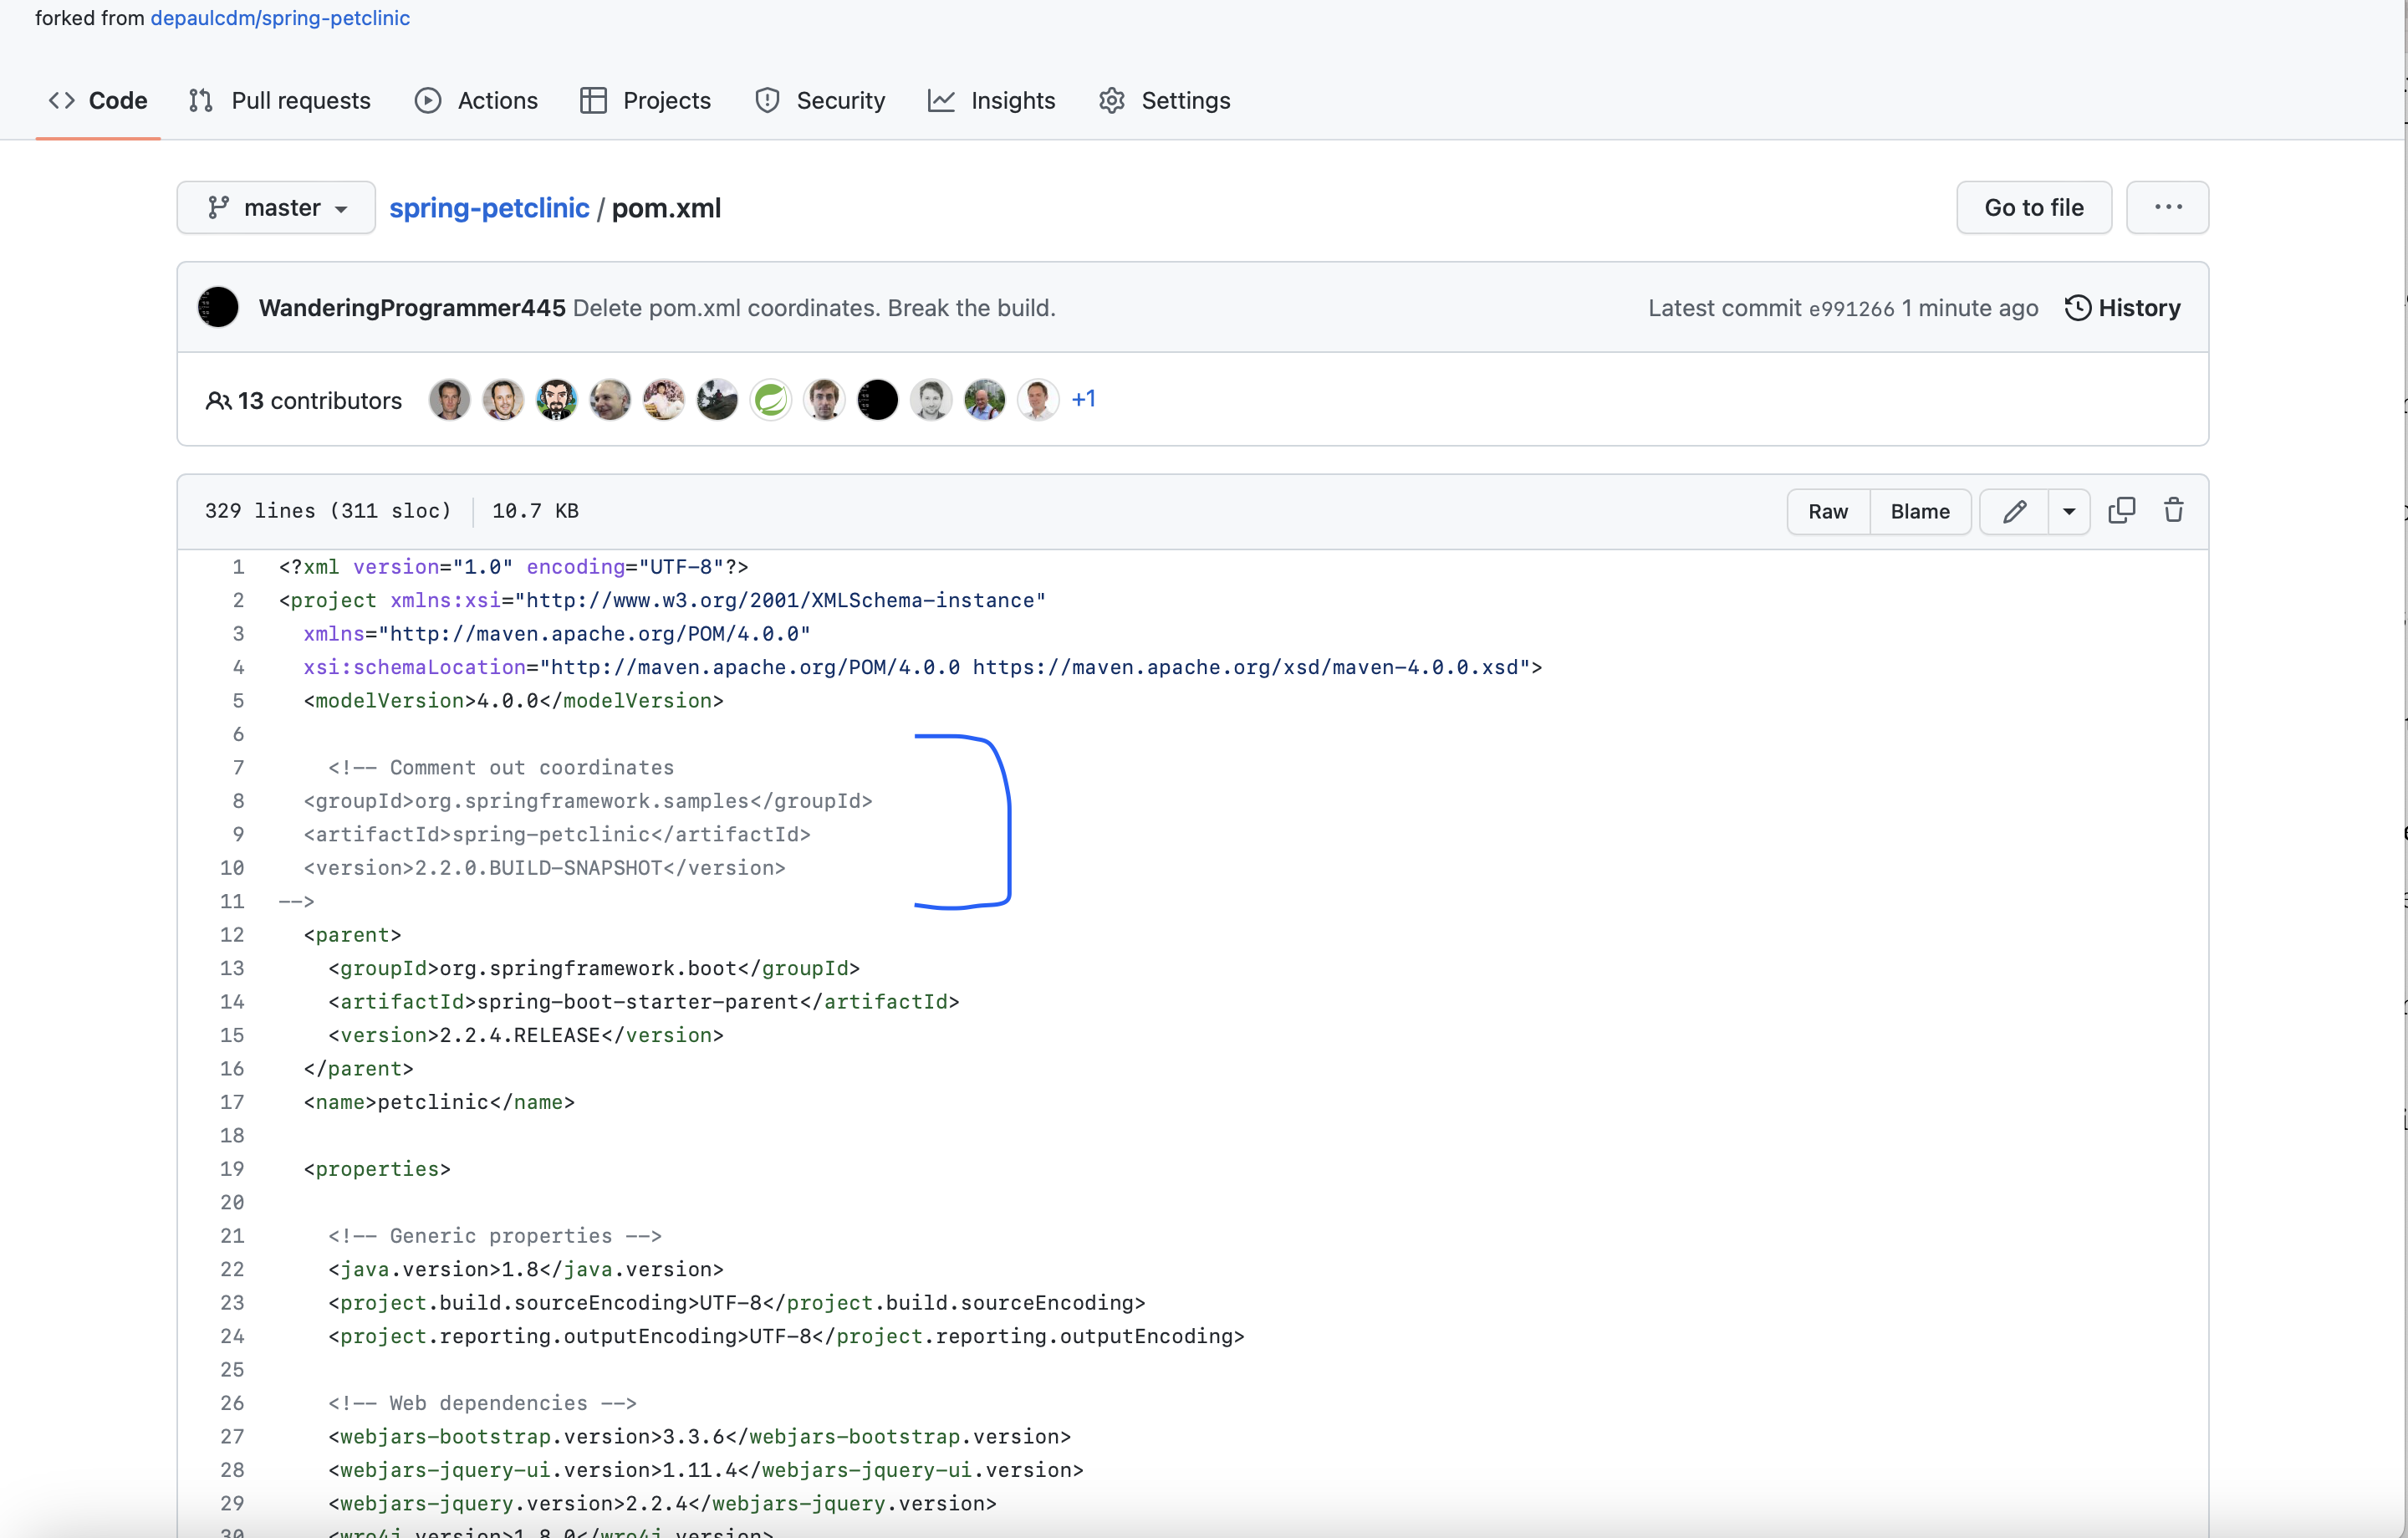 forked from depaulcdm/spring-petclinic
Code Pull requests Actions Projects Security Insights Settings
master spring-petclinic / pom.xml Go to file ...
WanderingProgrammer445 Delete pom.xml coordinates. Break the build. Latest commit e991266 1 minute ago History
13 contributors +1
329 lines (311 sloc) 10.7 KB Raw Blame
1 <?xml version="1.0" encoding="UTF-8"?>
2 <project xmlns:xsi="http://www.w3.org/2001/XMLSchema-instance"
3 xmlns="http://maven.apache.org/POM/4.0.0"
4 xsi:schemaLocation="http://maven.apache.org/POM/4.0.0 https://maven.apache.org/xsd/maven-4.0.0.xsd">
5 <modelVersion>4.0.0</modelVersion>
6
7 <!-- Comment out coordinates
8 <groupId>org.springframework.samples</groupId>
9 <artifactId>spring-petclinic</artifactId>
10 <version>2.2.0.BUILD-SNAPSHOT</version>
11 -->
12 <parent>
13 <groupId>org.springframework.boot</groupId>
14 <artifactId>spring-boot-starter-parent</artifactId>
15 <version>2.2.4.RELEASE</version>
16 </parent>
17 <name>petclinic</name>
18
19 <properties>
20
21 <!-- Generic properties -->
22 <java.version>1.8</java.version>
23 <project.build.sourceEncoding>UTF-8</project.build.sourceEncoding>
24 <project.reporting.outputEncoding>UTF-8</project.reporting.outputEncoding>
25
26 <!-- Web dependencies -->
27 <webjars-bootstrap.version>3.3.6</webjars-bootstrap.version>
28 <webjars-jquery-ui.version>1.11.4</webjars-jquery-ui.version>
29 <webjars-jquery.version>2.2.4</webjars-jquery.version>
30 <wro4j.version>1.8.0</wro4j.version>